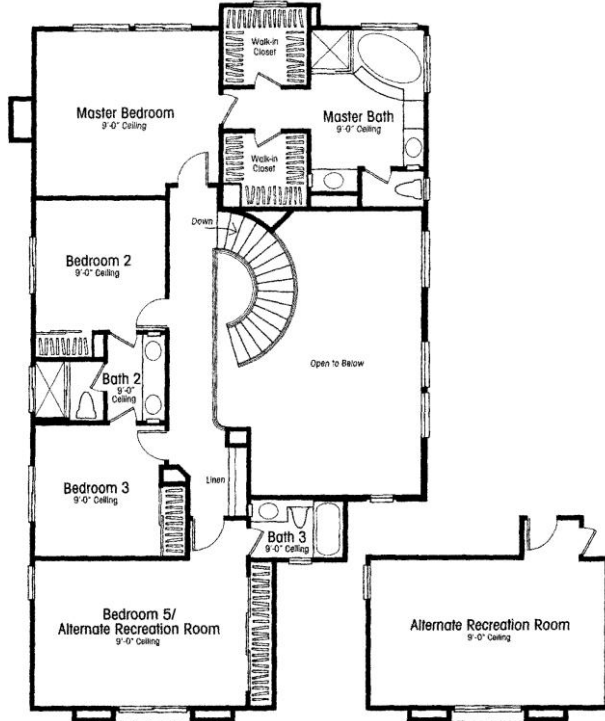 Walk-in
Closet
Master Bedroom
9'-0" Ceiling
Master Bath
9'-0" Ceiling
Walk-in
Closet
Down
Bedroom 2
9'-0" Ceiling
Open to Below
Bath 2
9'-0"
Ceiling
Bedroom 3
9'-0" Ceiling
Linen
Bath 3
9'-0" Ceiling
Bedroom 5/
Alternate Recreation Room
9'-0" Ceiling
Alternate Recreation Room
9'-0" Ceiling